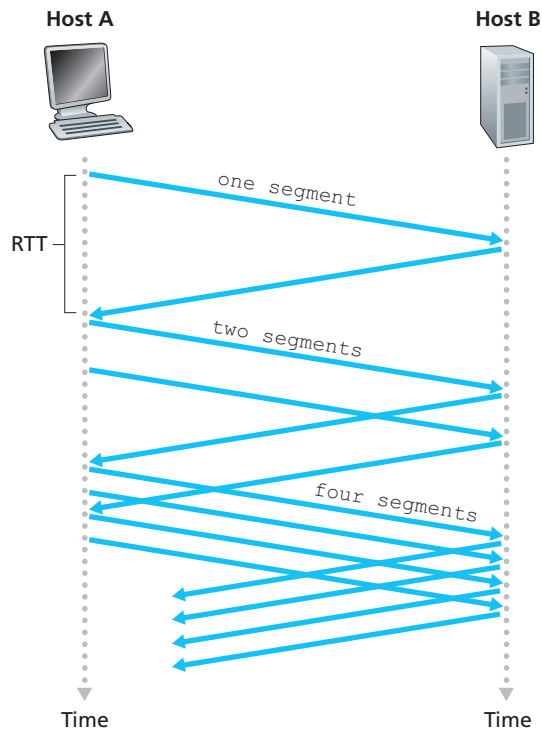 Host A
Host B
one segment
RTT
two segments
four segments
Time
Time